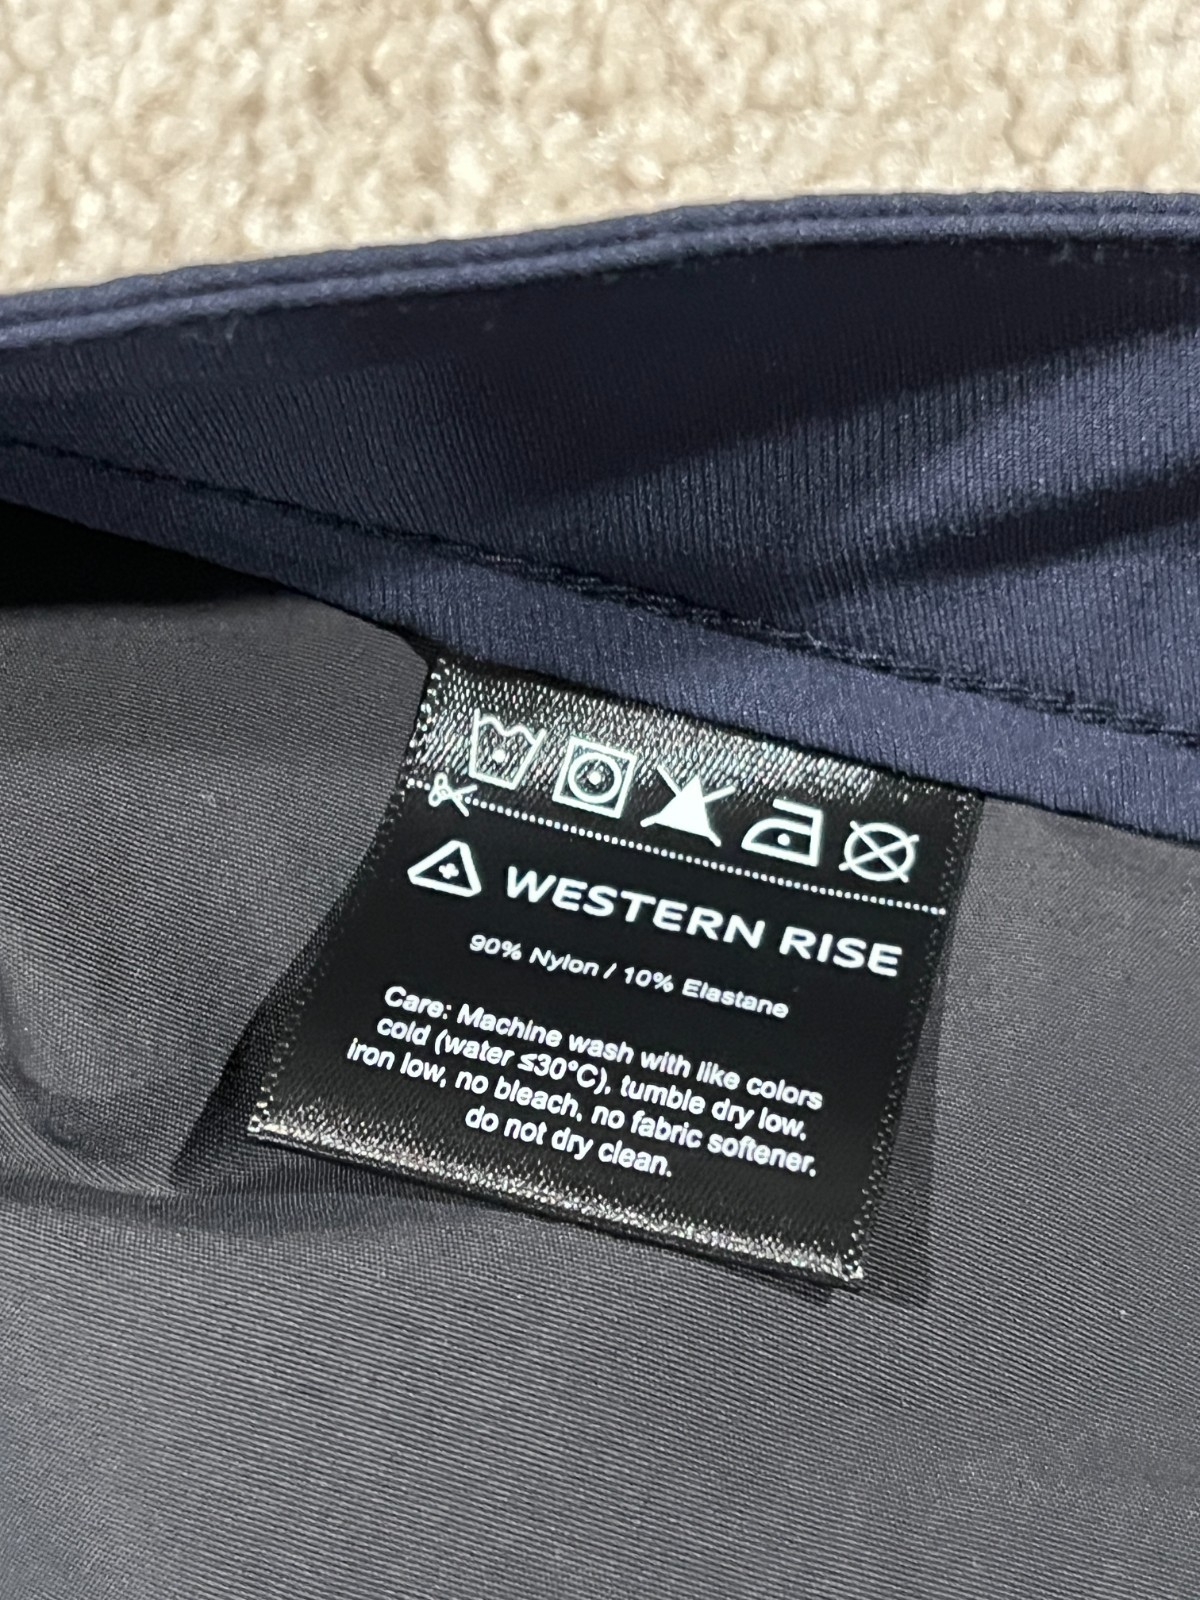 WESTERN RISE
90% Nylon / 10% Elastane
Care: Machine wash with like colors
cold (water ≤30°C), tumble dry low,
iron low, no bleach, no fabric softener,
do not dry clean.